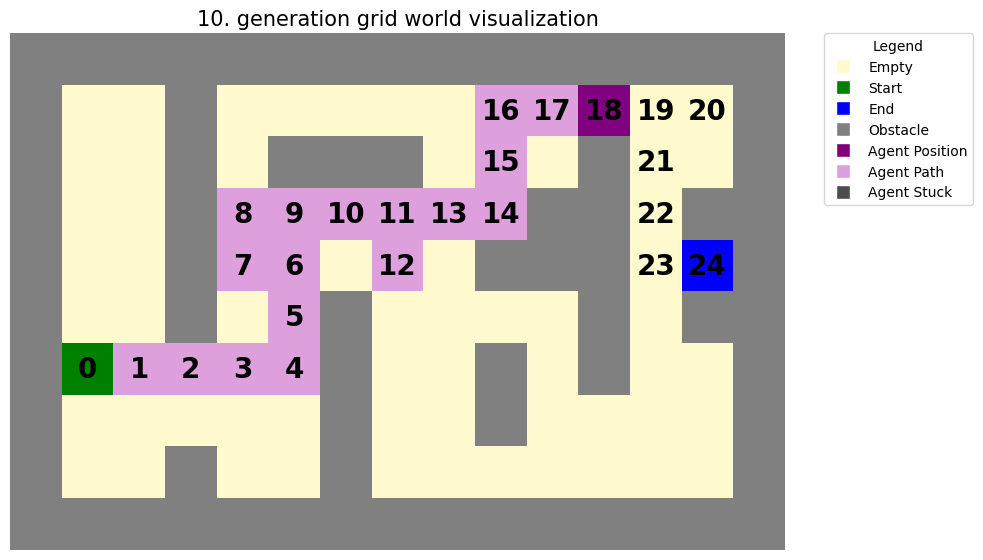 10. generation grid world visualization
16 17 18 19 20
15 21
8 9 10 11 13 14 22
7 6 12 23 24
5
0 1 2 3 4
Legend
Empty
Start
End
Obstacle
Agent Position
Agent Path
Agent Stuck